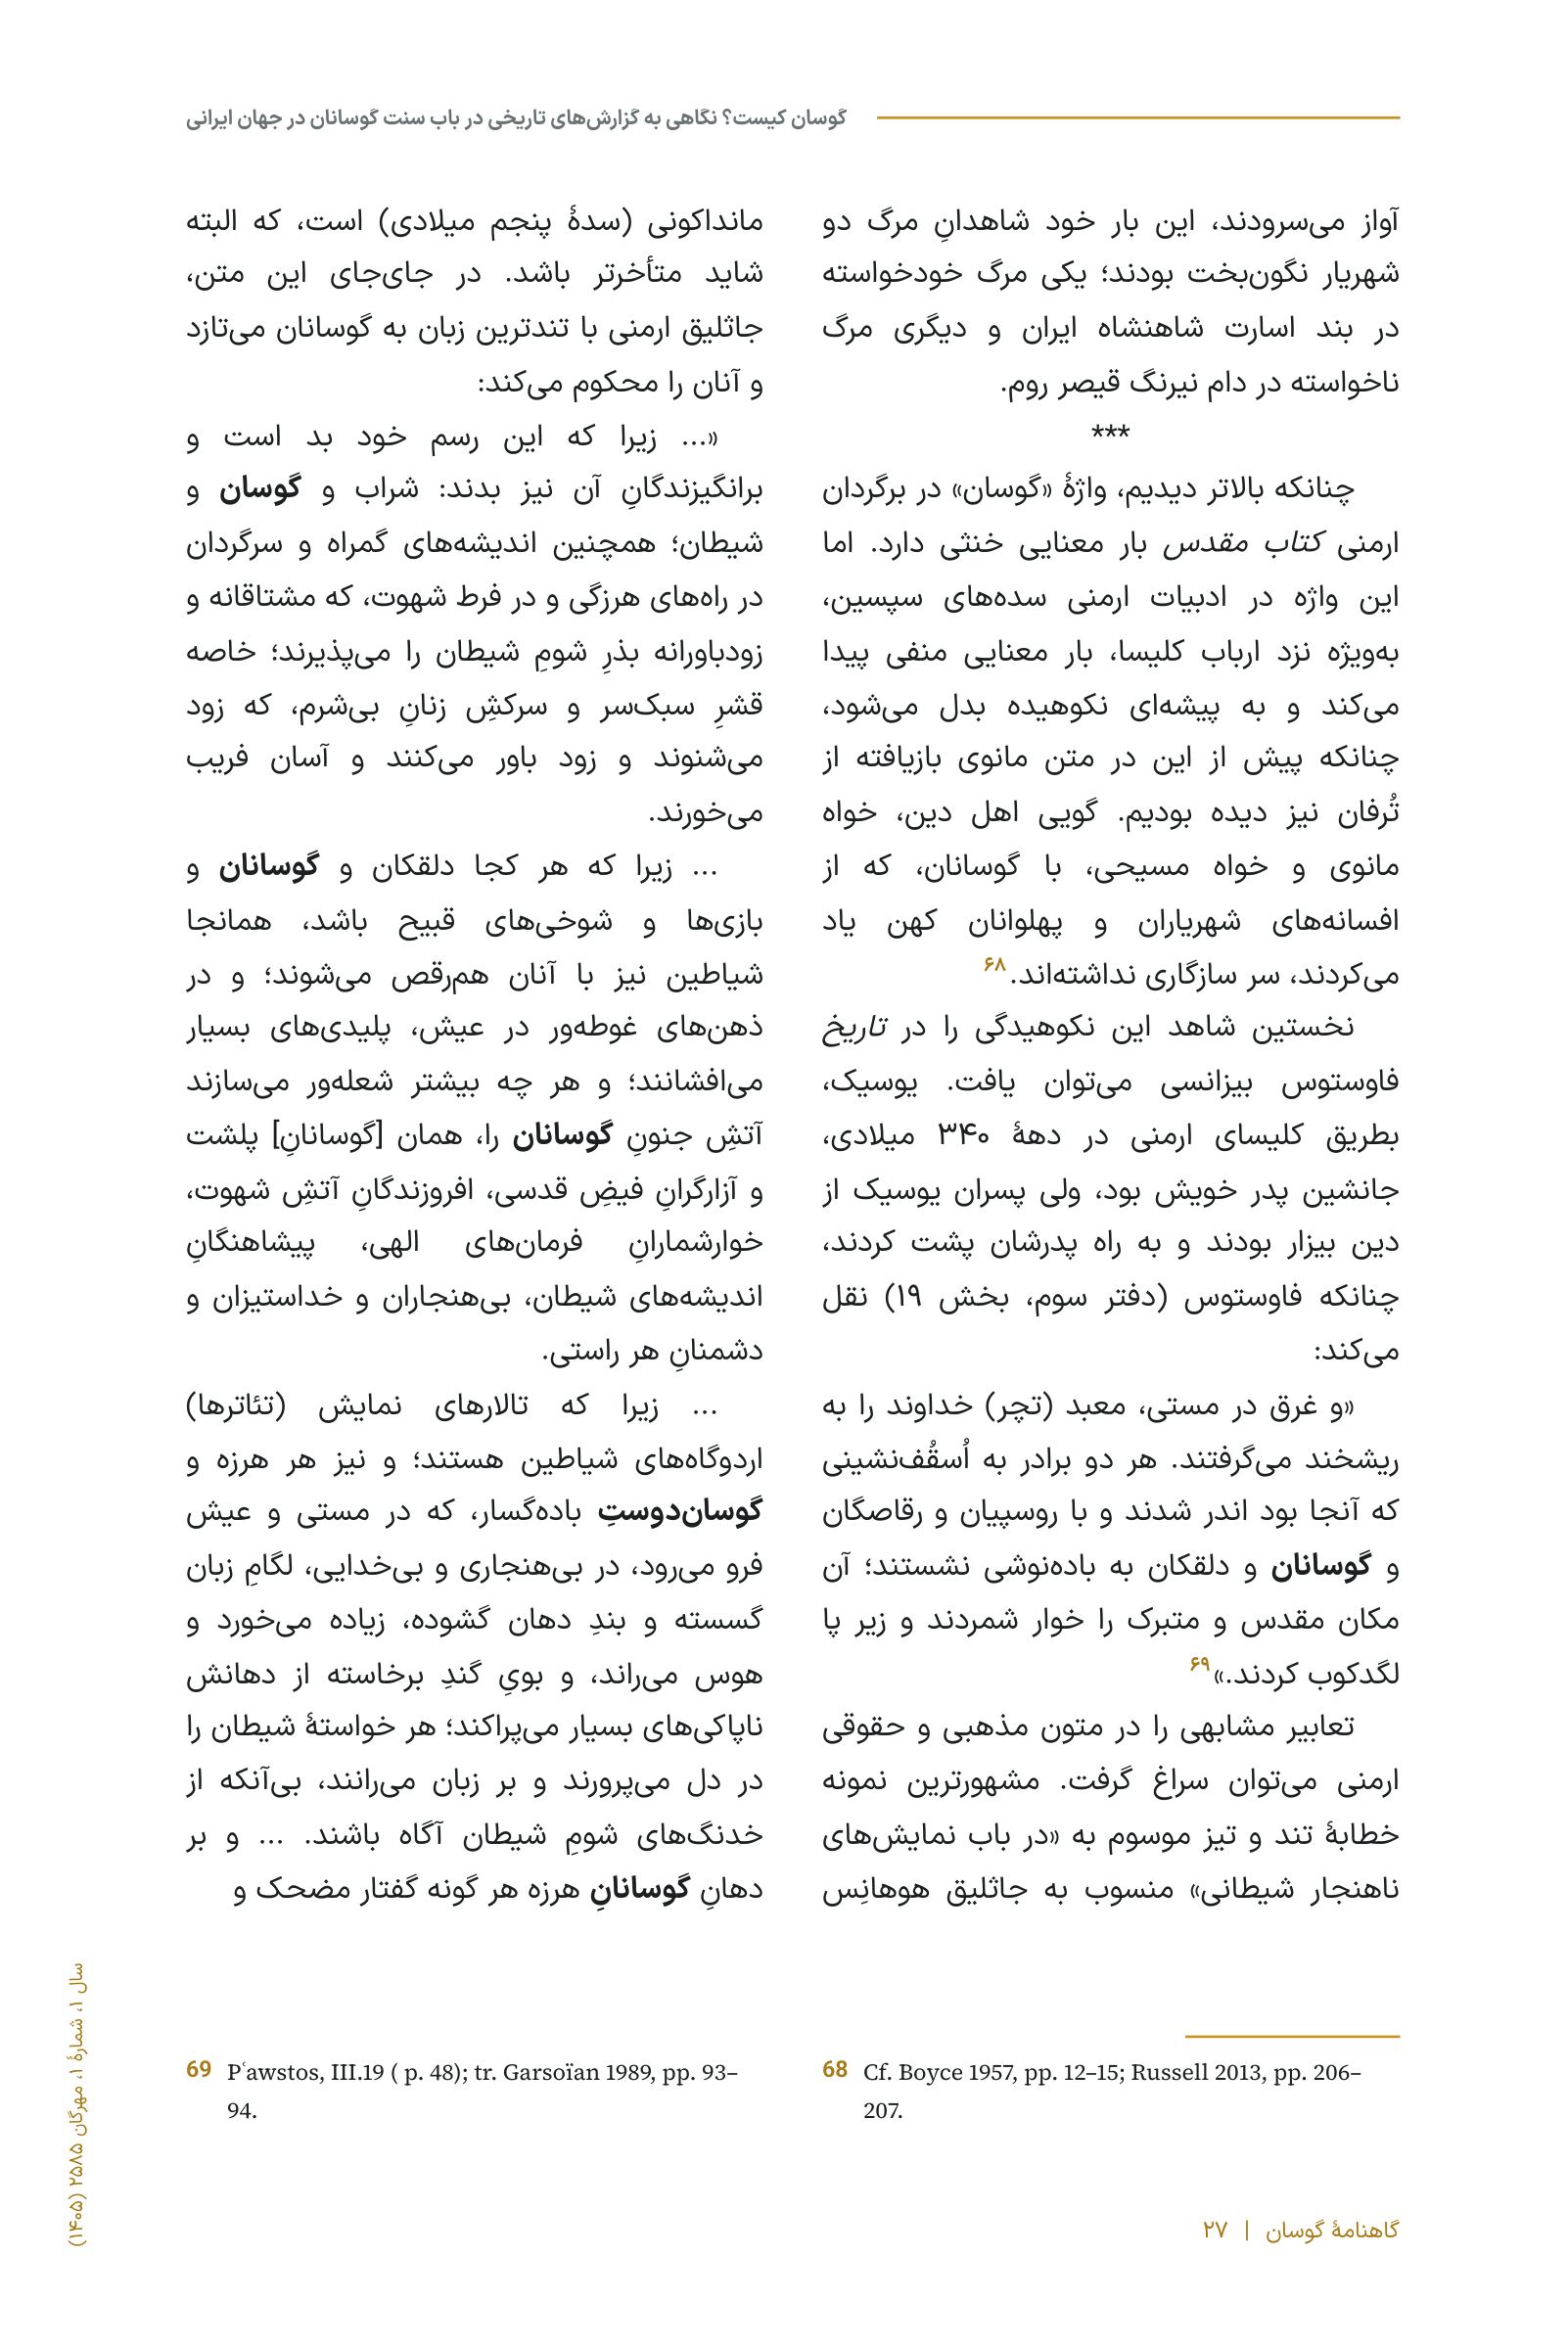 گوسان کیست؟ نگاهی به گزارش‌های تاریخی در باب سنت گوسانان در جهان ایرانی
آواز می‌سرودند، این بار خود شاهدانِ مرگ دو
شهریار نگون‌بخت بودند؛ یکی مرگ خودخواسته
در بند اسارت شاهنشاه ایران و دیگری مرگ
ناخواسته در دام نیرنگ قیصر روم.
***
چنانکه بالاتر دیدیم، واژهٔ «گوسان» در برگردان
ارمنی کتاب مقدس بار معنایی خنثی دارد. اما
این واژه در ادبیات ارمنی سده‌های سپسین،
به‌ویژه نزد ارباب کلیسا، بار معنایی منفی پیدا
می‌کند و به پیشه‌ای نکوهیده بدل می‌شود،
چنانکه پیش از این در متن مانوی بازیافته از
تُرفان نیز دیده بودیم. گویی اهل دین، خواه
مانوی و خواه مسیحی، با گوسانان، که از
افسانه‌های شهریاران و پهلوانان کهن یاد
می‌کردند، سر سازگاری نداشته‌اند.۶۸
نخستین شاهد این نکوهیدگی را در تاریخ
فاوستوس بیزانسی می‌توان یافت. یوسیک،
بطریق کلیسای ارمنی در دههٔ ۳۴۰ میلادی،
جانشین پدر خویش بود، ولی پسران یوسیک از
دین بیزار بودند و به راه پدرشان پشت کردند،
چنانکه فاوستوس (دفتر سوم، بخش ۱۹) نقل
می‌کند:
«و غرق در مستی، معبد (تچر) خداوند را به
ریشخند می‌گرفتند. هر دو برادر به اُسقُف‌نشینی
که آنجا بود اندر شدند و با روسپیان و رقاصگان
و گوسانان و دلقکان به باده‌نوشی نشستند؛ آن
مکان مقدس و متبرک را خوار شمردند و زیر پا
لگدکوب کردند.»۶۹
تعابیر مشابهی را در متون مذهبی و حقوقی
ارمنی می‌توان سراغ گرفت. مشهورترین نمونه
خطابهٔ تند و تیز موسوم به «در باب نمایش‌های
ناهنجار شیطانی» منسوب به جاثلیق هوهانِس
مانداکونی (سدهٔ پنجم میلادی) است، که البته
شاید متأخرتر باشد. در جای‌جای این متن،
جاثلیق ارمنی با تندترین زبان به گوسانان می‌تازد
و آنان را محکوم می‌کند:
«... زیرا که این رسم خود بد است و
برانگیزندگانِ آن نیز بدند: شراب و گوسان و
شیطان؛ همچنین اندیشه‌های گمراه و سرگردان
در راه‌های هرزگی و در فرط شهوت، که مشتاقانه و
زودباورانه بذرِ شومِ شیطان را می‌پذیرند؛ خاصه
قشرِ سبک‌سر و سرکشِ زنانِ بی‌شرم، که زود
می‌شنوند و زود باور می‌کنند و آسان فریب
می‌خورند.
... زیرا که هر کجا دلقکان و گوسانان و
بازی‌ها و شوخی‌های قبیح باشد، همانجا
شیاطین نیز با آنان هم‌رقص می‌شوند؛ و در
ذهن‌های غوطه‌ور در عیش، پلیدی‌های بسیار
می‌افشانند؛ و هر چه بیشتر شعله‌ور می‌سازند
آتشِ جنونِ گوسانان را، همان [گوسانانِ] پلشت
و آزارگرانِ فیضِ قدسی، افروزندگانِ آتشِ شهوت،
خوارشمارانِ فرمان‌های الهی، پیشاهنگانِ
اندیشه‌های شیطان، بی‌هنجاران و خداستیزان و
دشمنانِ هر راستی.
... زیرا که تالارهای نمایش (تئاترها)
اردوگاه‌های شیاطین هستند؛ و نیز هر هرزه و
گوسان‌دوستِ باده‌گسار، که در مستی و عیش
فرو می‌رود، در بی‌هنجاری و بی‌خدایی، لگامِ زبان
گسسته و بندِ دهان گشوده، زیاده می‌خورد و
هوس می‌راند، و بویِ گندِ برخاسته از دهانش
ناپاکی‌های بسیار می‌پراکند؛ هر خواستهٔ شیطان را
در دل می‌پرورند و بر زبان می‌رانند، بی‌آنکه از
خدنگ‌های شومِ شیطان آگاه باشند. ... و بر
دهانِ گوسانانِ هرزه هر گونه گفتار مضحک و
68 Cf. Boyce 1957, pp. 12–15; Russell 2013, pp. 206–
207.
69 Pʿawstos, III.19 ( p. 48); tr. Garsoïan 1989, pp. 93–
94.
گاهنامهٔ گوسان | ۲۷
سال ۱، شمارهٔ ۱، مهرگان ۲۵۸۵ (۱۴۰۵)